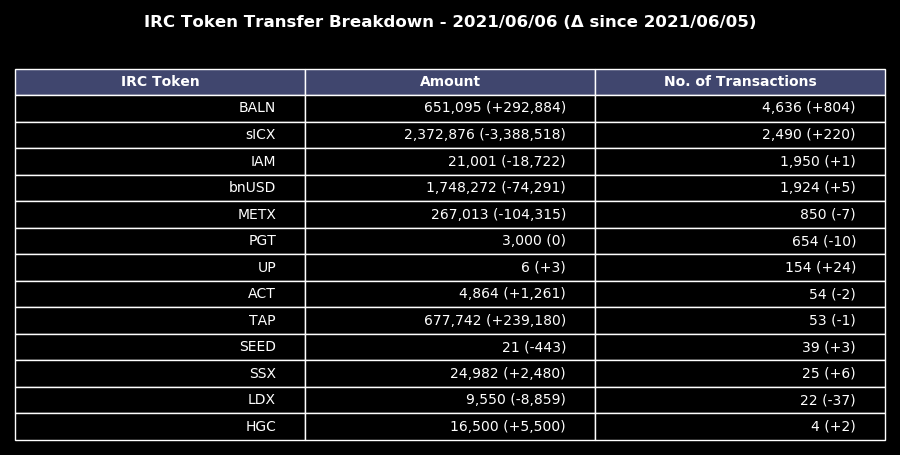 IRC Token Transfer Breakdown - 2021/06/06 (Δ since 2021/06/05)
IRC Token Amount No. of Transactions
BALN 651,095 (+292,884) 4,636 (+804)
sICX 2,372,876 (-3,388,518) 2,490 (+220)
IAM 21,001 (-18,722) 1,950 (+1)
bnUSD 1,748,272 (-74,291) 1,924 (+5)
METX 267,013 (-104,315) 850 (-7)
PGT 3,000 (0) 654 (-10)
UP 6 (+3) 154 (+24)
ACT 4,864 (+1,261) 54 (-2)
TAP 677,742 (+239,180) 53 (-1)
SEED 21 (-443) 39 (+3)
SSX 24,982 (+2,480) 25 (+6)
LDX 9,550 (-8,859) 22 (-37)
HGC 16,500 (+5,500) 4 (+2)